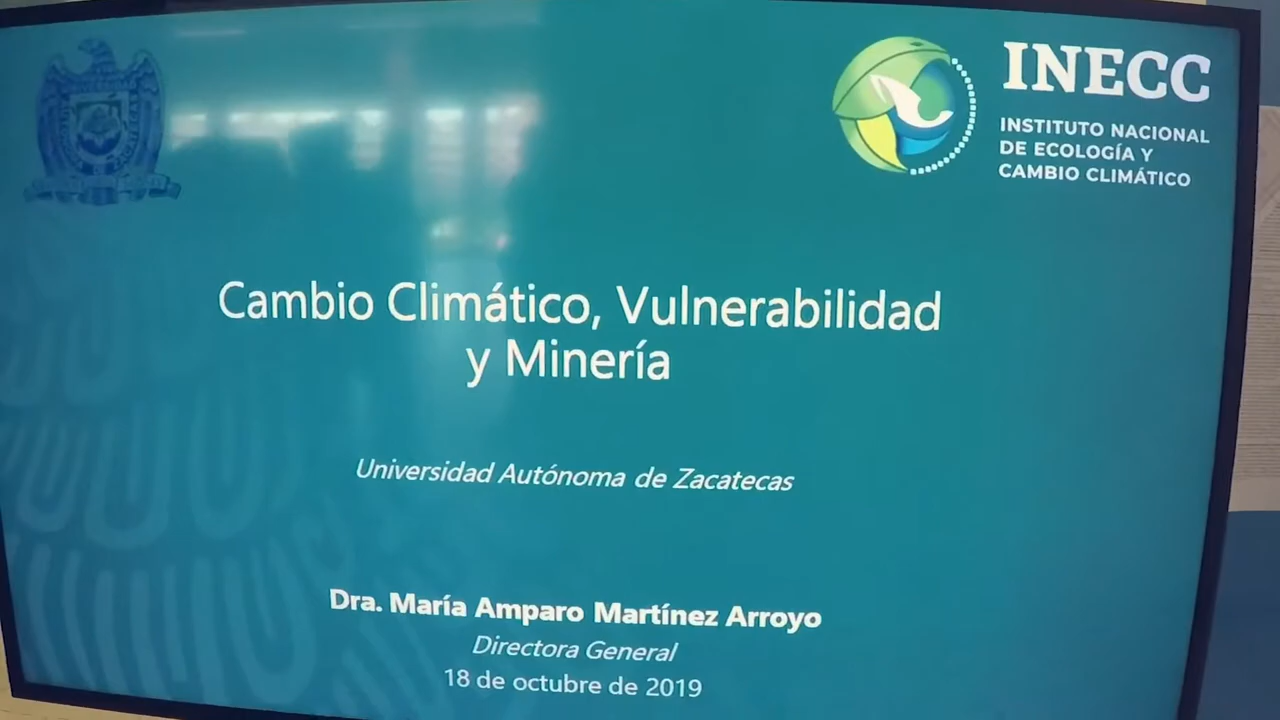 INECC
INSTITUTO NACIONAL
DE ECOLOGÍA Y
CAMBIO CLIMÁTICO
Cambio Climático, Vulnerabilidad
y Minería
Universidad Autónoma de Zacatecas
Dra. María Amparo Martínez Arroyo
Directora General
18 de octubre de 2019